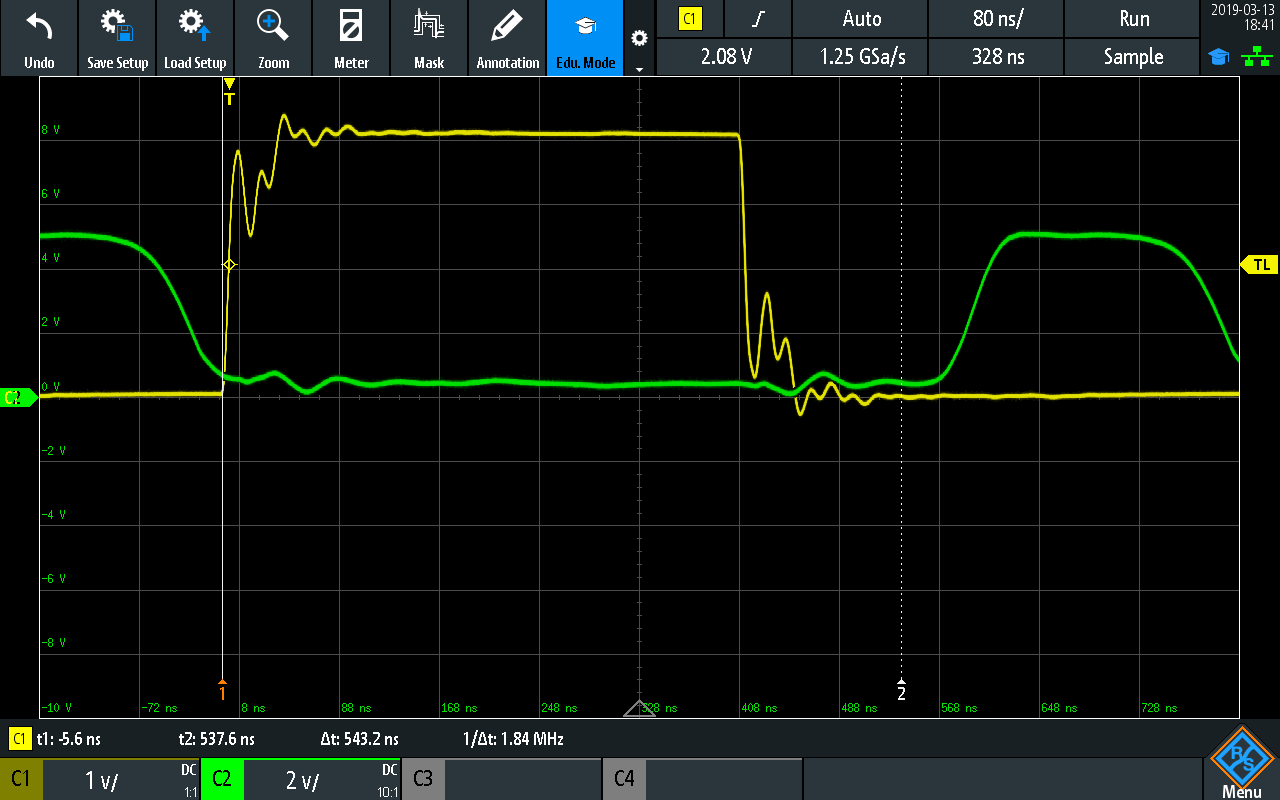 Undo
Save Setup
Load Setup
Zoom
Meter
Mask
Annotation
Edu. Mode
C1
Auto
80 ns/
Run
2.08 V
1.25 GSa/s
328 ns
Sample
2019-03-13
18:41
T
8 V
6 V
4 V
TL
2 V
0 V
C2
-2 V
-4 V
-6 V
-8 V
1
2
-10 V
-72 ns
8 ns
88 ns
168 ns
248 ns
328 ns
408 ns
488 ns
568 ns
648 ns
728 ns
C1
t1: -5.6 ns
t2: 537.6 ns
Δt: 543.2 ns
1/Δt: 1.84 MHz
C1
1 V/
DC
1:1
C2
2 V/
DC
10:1
C3
C4
R
S
Menu